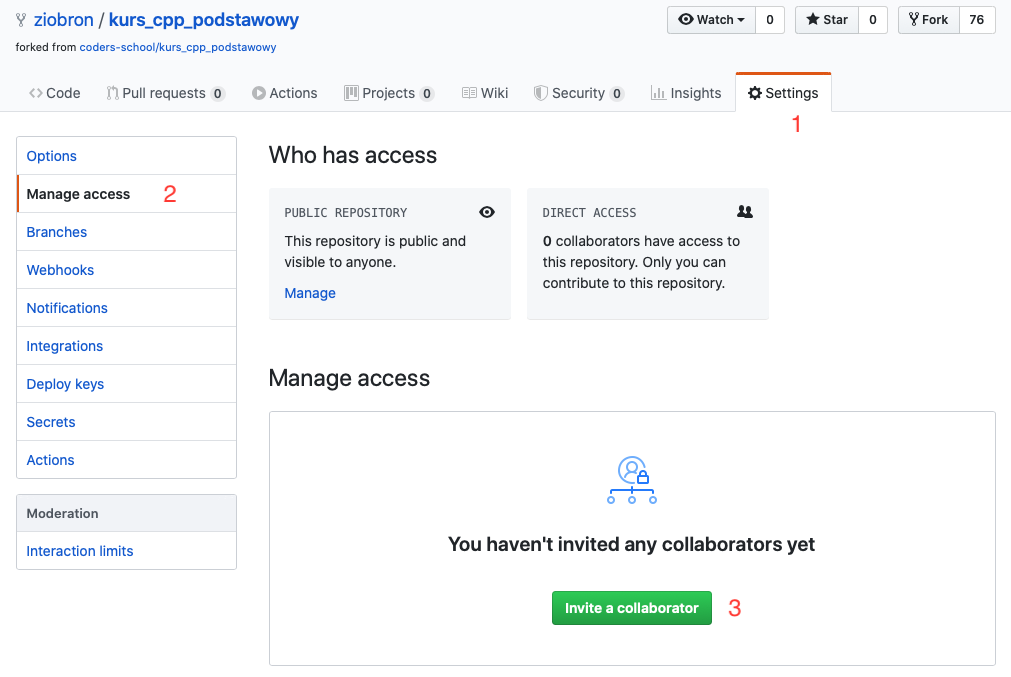 ziobron / kurs_cpp_podstawowy
Watch 0 Star 0 Fork 76
forked from coders-school/kurs_cpp_podstawowy
Code Pull requests 0 Actions Projects 0 Wiki Security 0 Insights Settings
1
Options
Manage access 2
Branches
Webhooks
Notifications
Integrations
Deploy keys
Secrets
Actions
Moderation
Interaction limits
Who has access
PUBLIC REPOSITORY
This repository is public and
visible to anyone.
Manage
DIRECT ACCESS
0 collaborators have access to
this repository. Only you can
contribute to this repository.
Manage access
You haven't invited any collaborators yet
Invite a collaborator 3